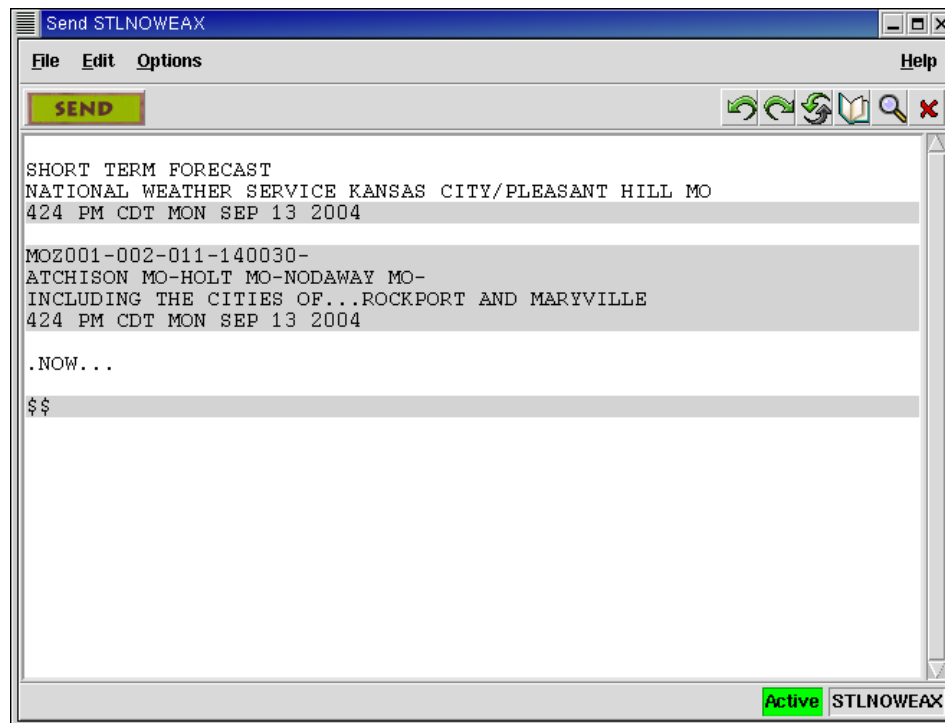 Send STLNOWEAX
File Edit Options Help
SEND
SHORT TERM FORECAST
NATIONAL WEATHER SERVICE KANSAS CITY/PLEASANT HILL MO
424 PM CDT MON SEP 13 2004
MOZ001-002-011-140030-
ATCHISON MO-HOLT MO-NODAWAY MO-
INCLUDING THE CITIES OF...ROCKPORT AND MARYVILLE
424 PM CDT MON SEP 13 2004
.NOW...
$$
Active STLNOWEAX